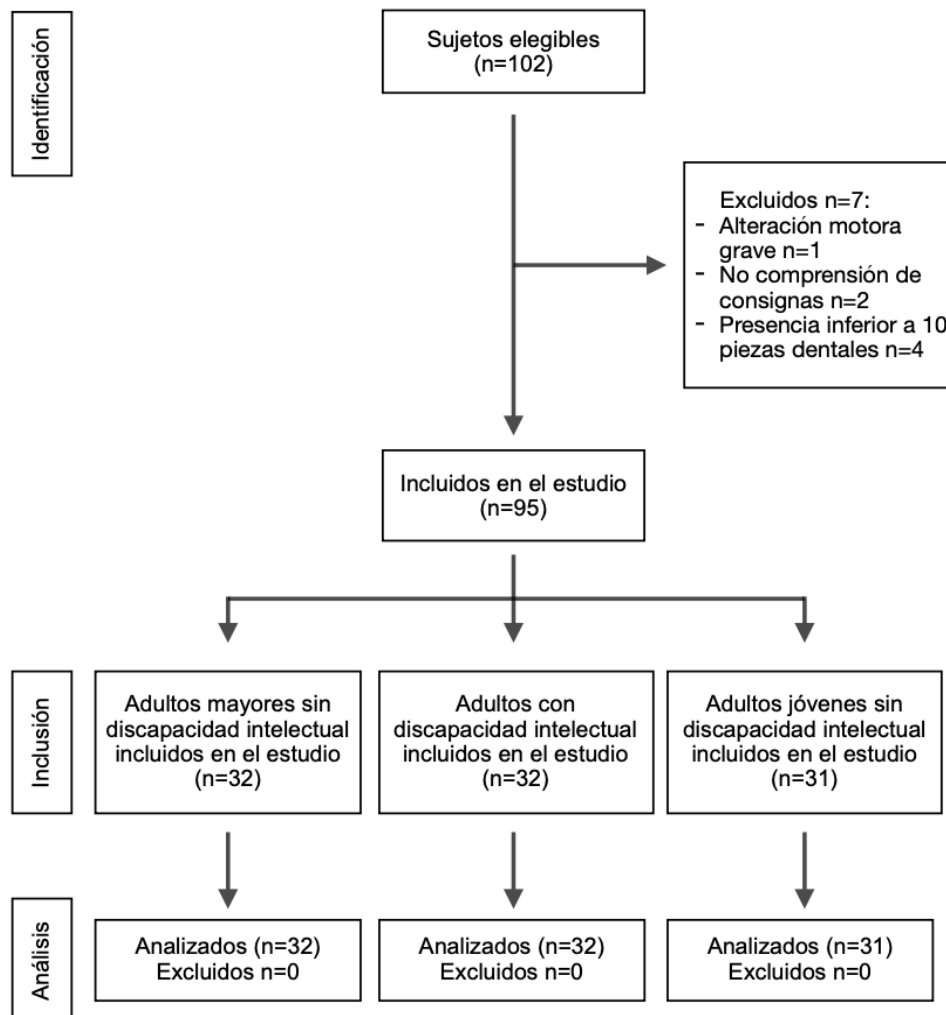 Identificación
Sujetos elegibles
(n=102)
Excluidos n=7:
- Alteración motora
grave n=1
- No comprensión de
consignas n=2
- Presencia inferior a 10
piezas dentales n=4
Incluidos en el estudio
(n=95)
Inclusión
Adultos mayores sin
discapacidad intelectual
incluidos en el estudio
(n=32)
Adultos con
discapacidad intelectual
incluidos en el estudio
(n=32)
Adultos jóvenes sin
discapacidad intelectual
incluidos en el estudio
(n=31)
Análisis
Analizados (n=32)
Excluidos n=0
Analizados (n=32)
Excluidos n=0
Analizados (n=31)
Excluidos n=0